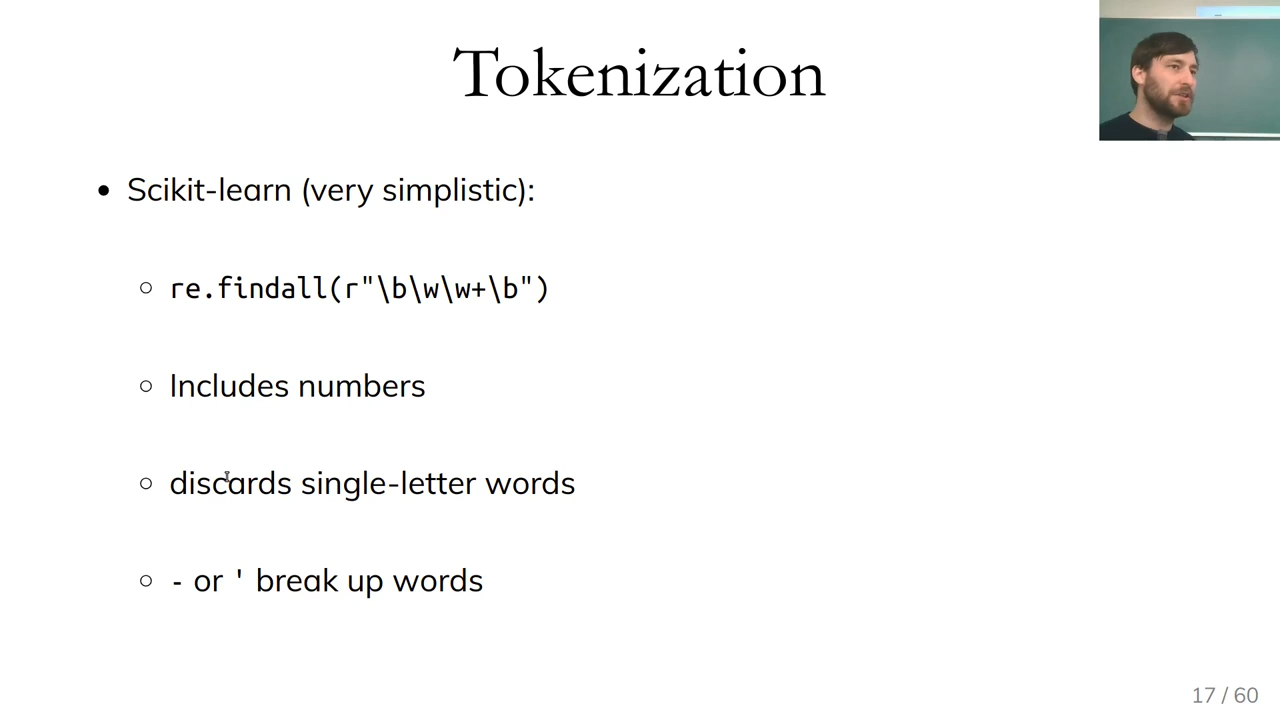 Tokenization
• Scikit-learn (very simplistic):
○ re.findall(r"\b\w\w+\b")
○ Includes numbers
○ discards single-letter words
○ - or ' break up words
17 / 60